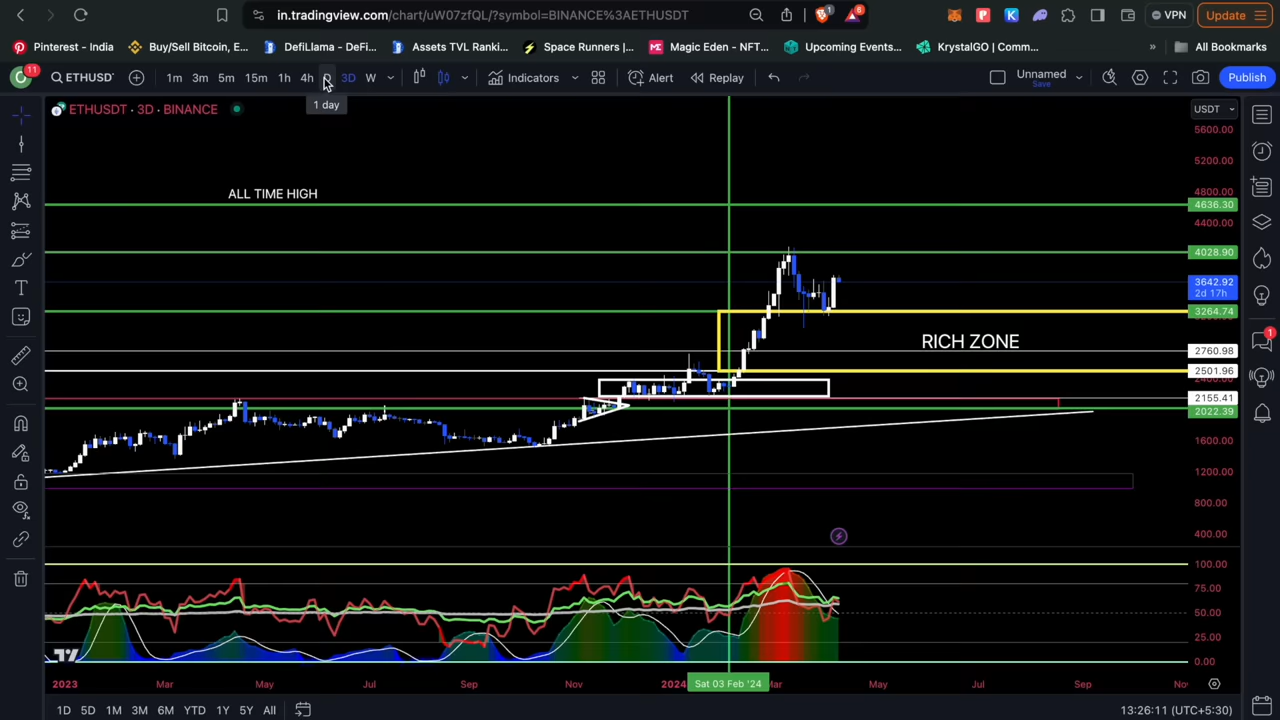 in.tradingview.com/chart/uW07zfQL/?symbol=BINANCE%3AETHUSDT
6
VPN
Update
Pinterest - India
Buy/Sell Bitcoin, E...
DefiLlama - DeFi...
Assets TVL Ranki...
Space Runners |...
Magic Eden - NFT...
Upcoming Events...
KrystalGO | Comm...
»
All Bookmarks
11
ETHUSDT
1m 3m 5m 15m 1h 4h D 3D W
Indicators
Alert
Replay
Unnamed
Save
Publish
1 day
ETHUSDT · 3D · BINANCE
USDT
5600.00
5200.00
4800.00
ALL TIME HIGH
4636.30
4400.00
4028.90
3642.92
2d 17h
3264.74
RICH ZONE
2760.98
2501.96
2155.41
2022.39
1600.00
1200.00
800.00
400.00
100.00
75.00
50.00
25.00
0.00
2023 Mar May Jul Sep Nov 2024 Sat 03 Feb '24 Mar May Jul Sep
1D 5D 1M 3M 6M YTD 1Y 5Y All
13:26:11 (UTC+5:30)
1